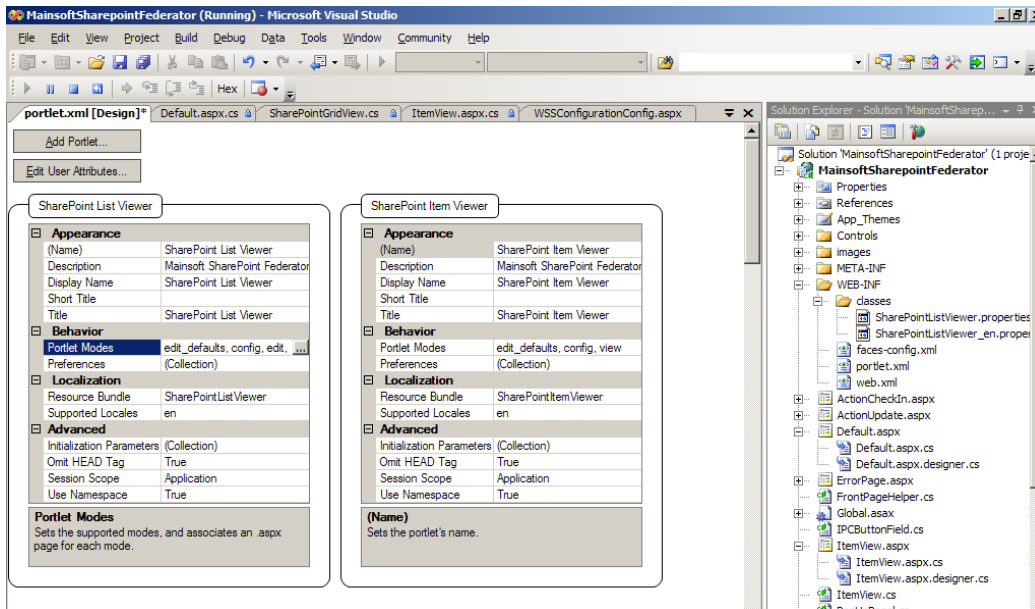 MainsoftSharepointFederator (Running) - Microsoft Visual Studio
File Edit View Project Build Debug Data Tools Window Community Help
Hex
portlet.xml [Design]* Default.aspx.cs SharePointGridView.cs ItemView.aspx.cs WSSConfigurationConfig.aspx
Add Portlet...
Edit User Attributes...
SharePoint List Viewer
Appearance
(Name) SharePoint List Viewer
Description Mainsoft SharePoint Federator
Display Name SharePoint List Viewer
Short Title
Title SharePoint List Viewer
Behavior
Portlet Modes edit_defaults, config, edit, ...
Preferences (Collection)
Localization
Resource Bundle SharePointListViewer
Supported Locales en
Advanced
Initialization Parameters (Collection)
Omit HEAD Tag True
Session Scope Application
Use Namespace True
Portlet Modes
Sets the supported modes, and associates an .aspx
page for each mode.
SharePoint Item Viewer
Appearance
(Name) SharePoint Item Viewer
Description Mainsoft SharePoint Federator
Display Name SharePoint Item Viewer
Short Title
Title SharePoint Item Viewer
Behavior
Portlet Modes edit_defaults, config, view
Preferences (Collection)
Localization
Resource Bundle SharePointItemViewer
Supported Locales en
Advanced
Initialization Parameters (Collection)
Omit HEAD Tag True
Session Scope Application
Use Namespace True
(Name)
Sets the portlet's name.
Solution Explorer - Solution 'MainsoftSharep...
Solution 'MainsoftSharepointFederator' (1 proje
MainsoftSharepointFederator
Properties
References
App_Themes
Controls
images
META-INF
WEB-INF
classes
SharePointListViewer.properties
SharePointListViewer_en.proper
faces-config.xml
portlet.xml
web.xml
ActionCheckIn.aspx
ActionUpdate.aspx
Default.aspx
Default.aspx.cs
Default.aspx.designer.cs
ErrorPage.aspx
FrontPageHelper.cs
Global.asax
IPCButtonField.cs
ItemView.aspx
ItemView.aspx.cs
ItemView.aspx.designer.cs
ItemView.cs